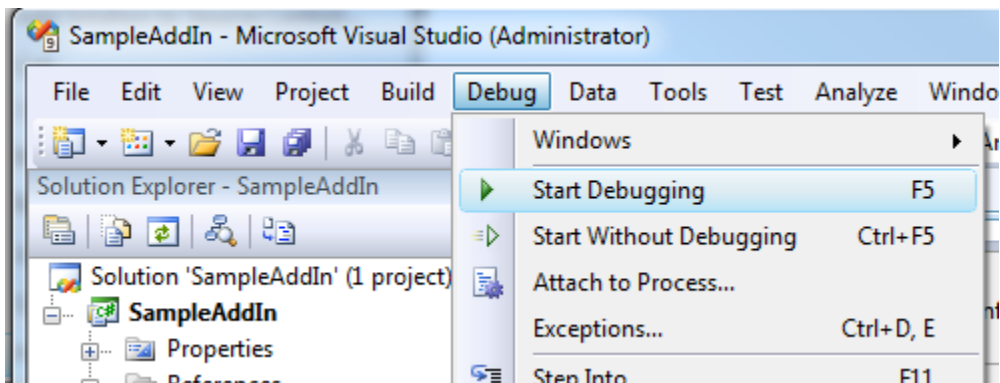 SampleAddIn - Microsoft Visual Studio (Administrator)
File Edit View Project Build Debug Data Tools Test Analyze
Windows
Solution Explorer - SampleAddIn
Start Debugging F5
Start Without Debugging Ctrl+F5
Solution 'SampleAddIn' (1 project)
Attach to Process...
SampleAddIn
Exceptions... Ctrl+D, E
Properties
References
Step Into F11